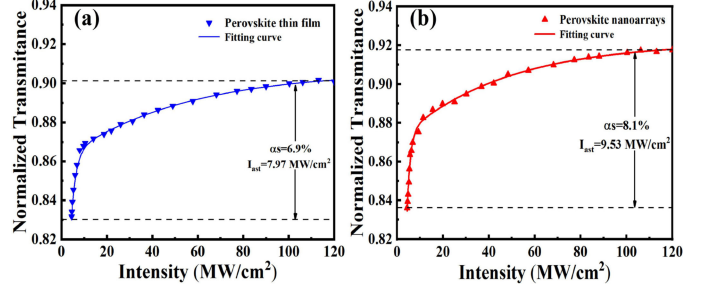 (a)
Perovskite thin film
Fitting curve
αs=6.9%
Iast=7.97 MW/cm²
Normalized Transmitance
0.94
0.92
0.90
0.88
0.86
0.84
0.82
0 20 40 60 80 100 120
Intensity (MW/cm²)
(b)
Perovskite nanoarrays
Fitting curve
αs=8.1%
Iast=9.53 MW/cm²
Normalized Transmitance
0.94
0.92
0.90
0.88
0.86
0.84
0.82
0 20 40 60 80 100 120
Intensity (MW/cm²)